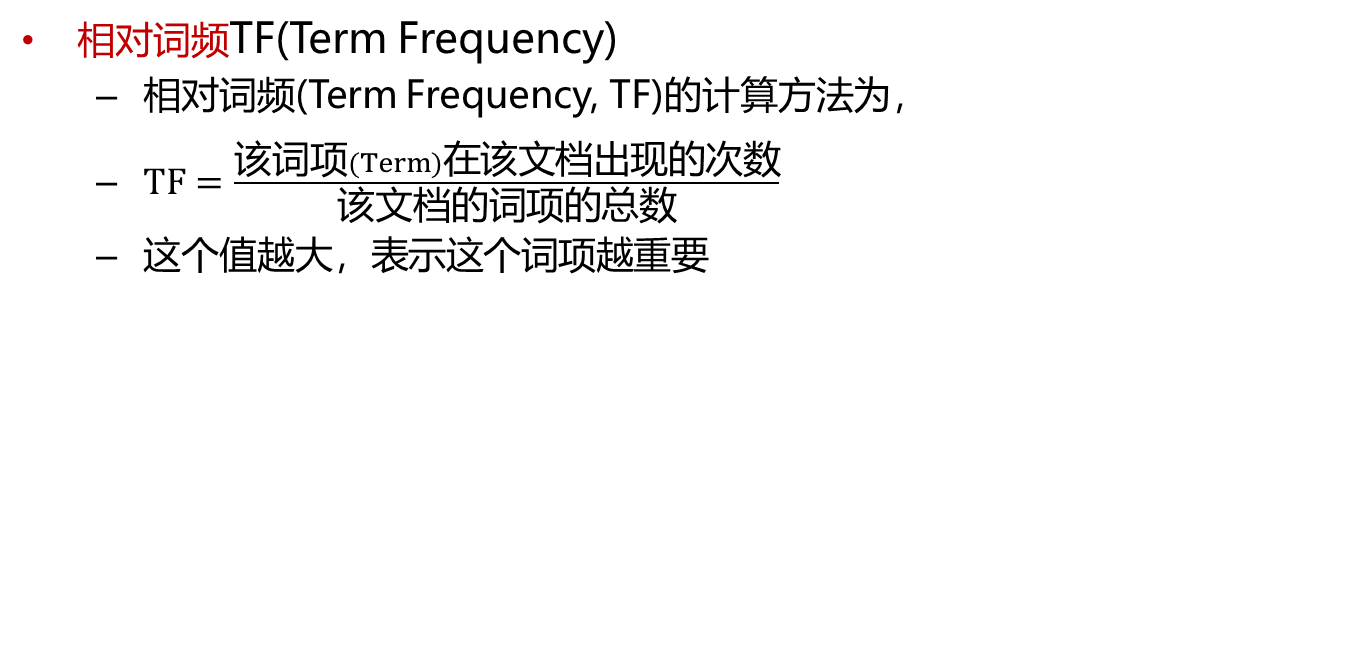 • 相对词频TF(Term Frequency)
– 相对词频(Term Frequency, TF)的计算方法为，
– TF = 该词项(Term)在该文档出现的次数
该文档的词项的总数
– 这个值越大，表示这个词项越重要